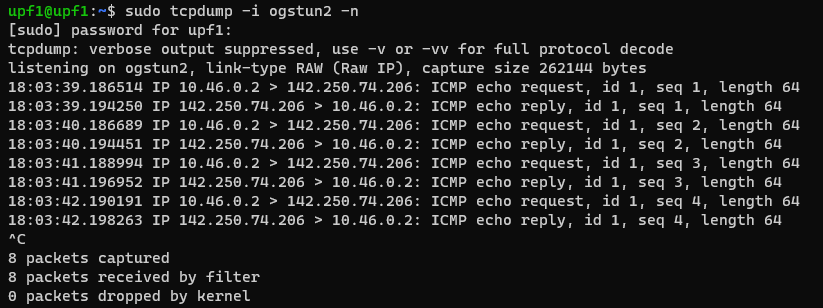 upf1@upf1:~$ sudo tcpdump -i ogstun2 -n
[sudo] password for upf1:
tcpdump: verbose output suppressed, use -v or -vv for full protocol decode
listening on ogstun2, link-type RAW (Raw IP), capture size 262144 bytes
18:03:39.186514 IP 10.46.0.2 > 142.250.74.206: ICMP echo request, id 1, seq 1, length 64
18:03:39.194250 IP 142.250.74.206 > 10.46.0.2: ICMP echo reply, id 1, seq 1, length 64
18:03:40.186689 IP 10.46.0.2 > 142.250.74.206: ICMP echo request, id 1, seq 2, length 64
18:03:40.194451 IP 142.250.74.206 > 10.46.0.2: ICMP echo reply, id 1, seq 2, length 64
18:03:41.188994 IP 10.46.0.2 > 142.250.74.206: ICMP echo request, id 1, seq 3, length 64
18:03:41.196952 IP 142.250.74.206 > 10.46.0.2: ICMP echo reply, id 1, seq 3, length 64
18:03:42.190191 IP 10.46.0.2 > 142.250.74.206: ICMP echo request, id 1, seq 4, length 64
18:03:42.198263 IP 142.250.74.206 > 10.46.0.2: ICMP echo reply, id 1, seq 4, length 64
^C
8 packets captured
8 packets received by filter
0 packets dropped by kernel